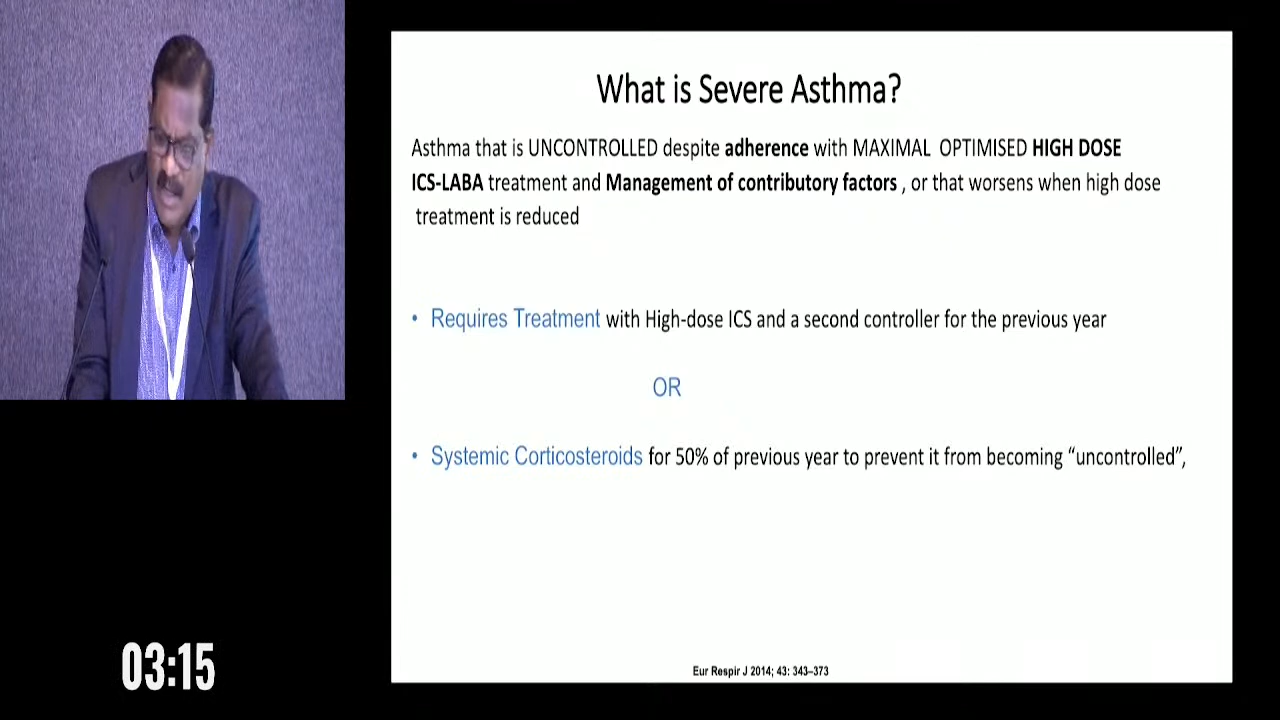 What is Severe Asthma?
Asthma that is UNCONTROLLED despite adherence with MAXIMAL OPTIMISED HIGH DOSE
ICS-LABA treatment and Management of contributory factors , or that worsens when high dose
treatment is reduced
• Requires Treatment with High-dose ICS and a second controller for the previous year
OR
• Systemic Corticosteroids for 50% of previous year to prevent it from becoming “uncontrolled”,
Eur Respir J 2014; 43: 343–373
03:15